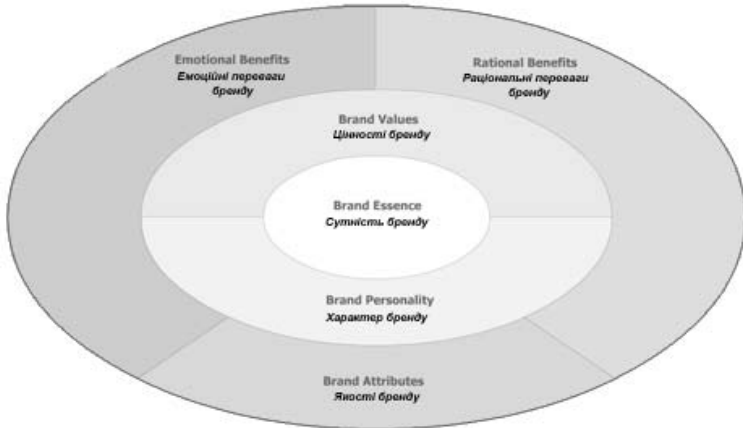 Emotional Benefits
Емоційні переваги
бренду
Rational Benefits
Раціональні переваги
бренду
Brand Values
Цінності бренду
Brand Essence
Сутність бренду
Brand Personality
Характер бренду
Brand Attributes
Якості бренду